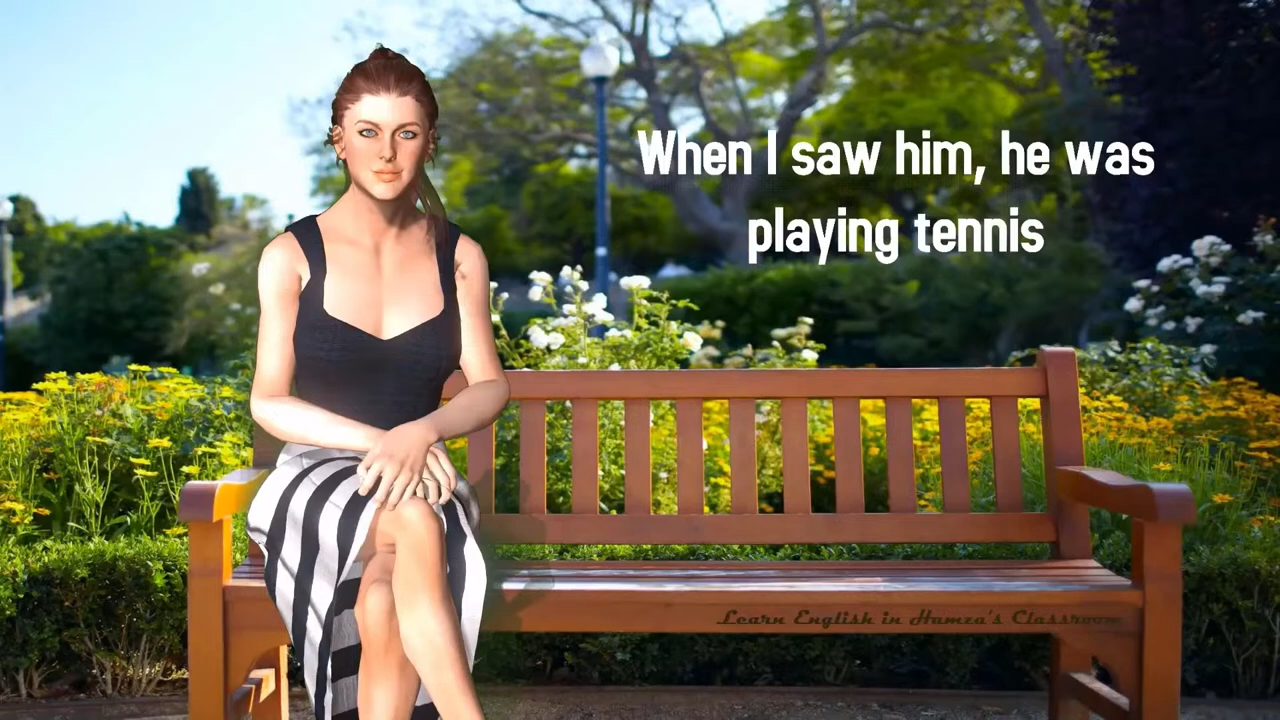 When I saw him, he was
playing tennis
Learn English in Hamza's Classroom